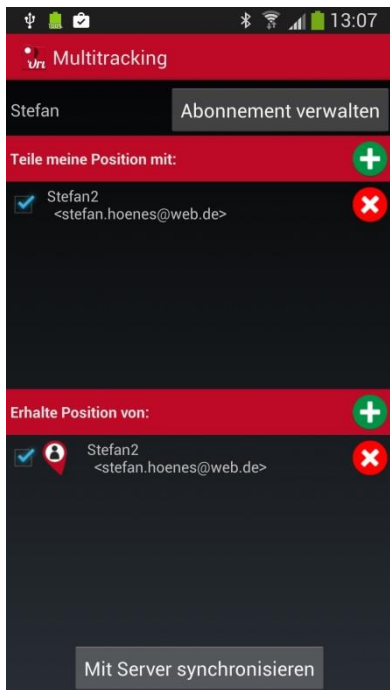 13:07
Multitracking
Stefan
Abonnement verwalten
Teile meine Position mit:
Stefan2
<stefan.hoenes@web.de>
Erhalte Position von:
Stefan2
<stefan.hoenes@web.de>
Mit Server synchronisieren